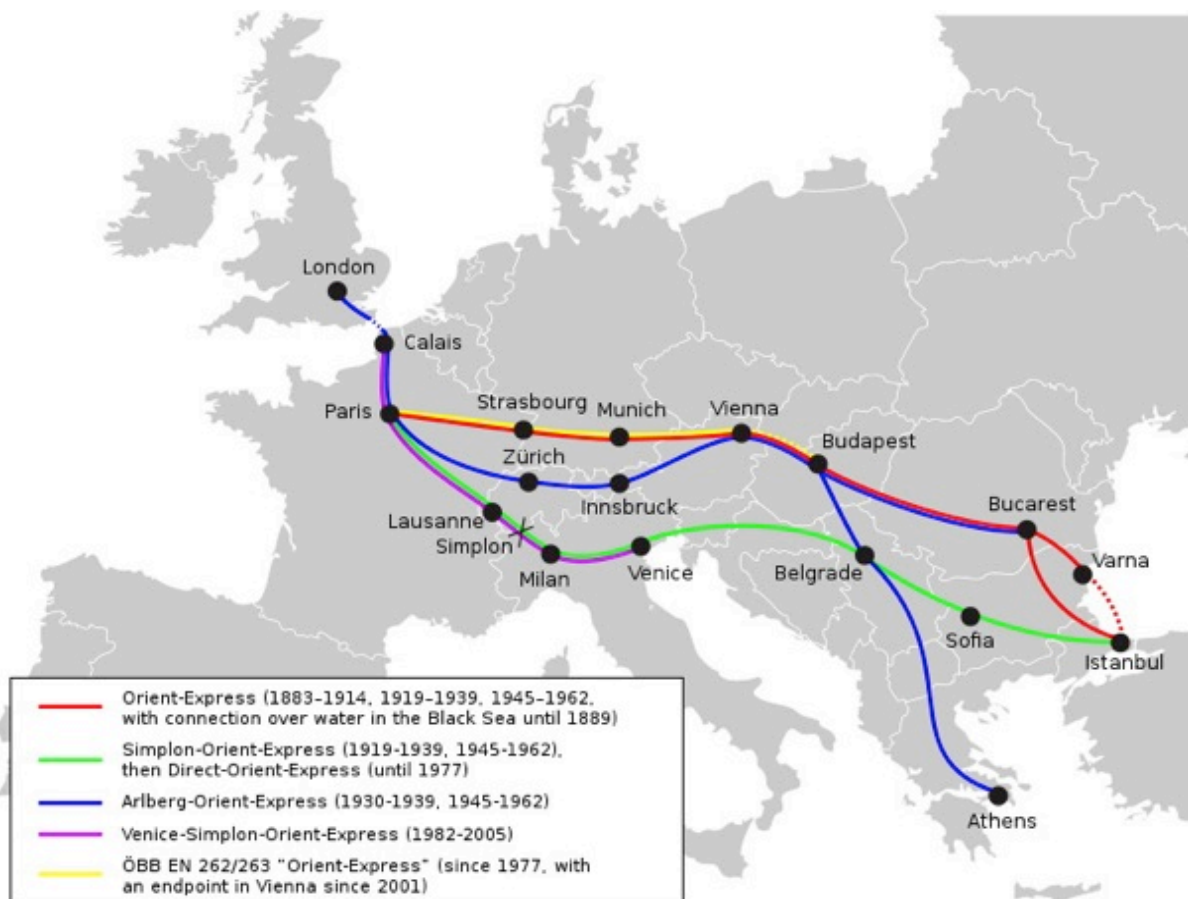 London
Calais
Paris
Strasbourg
Munich
Vienna
Budapest
Zürich
Innsbruck
Bucarest
Lausanne
Simplon
Milan
Venice
Belgrade
Varna
Sofia
Istanbul
Athens
Orient-Express (1883–1914, 1919–1939, 1945–1962,
with connection over water in the Black Sea until 1889)
Simplon-Orient-Express (1919-1939, 1945-1962),
then Direct-Orient-Express (until 1977)
Arlberg-Orient-Express (1930-1939, 1945-1962)
Venice-Simplon-Orient-Express (1982-2005)
ÖBB EN 262/263 "Orient-Express" (since 1977, with
an endpoint in Vienna since 2001)